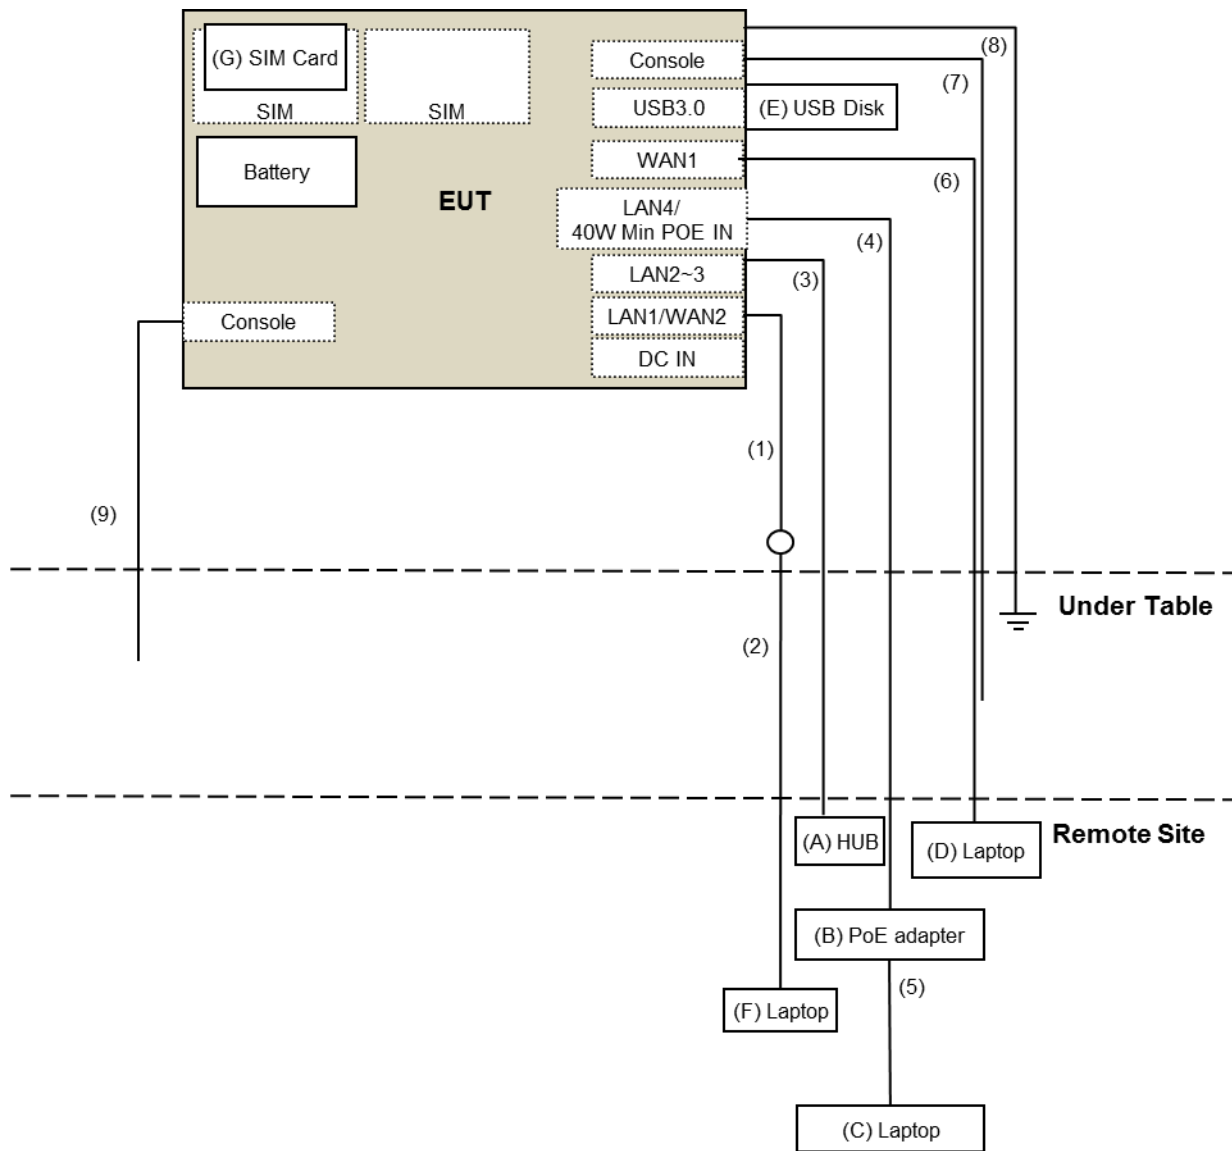 (G) SIM Card
SIM
SIM
Battery
EUT
Console
USB3.0
(E) USB Disk
WAN1
LAN4/
40W Min POE IN
LAN2~3
LAN1/WAN2
DC IN
Console
(8)
(7)
(6)
(4)
(3)
(1)
(9)
Under Table
(2)
Remote Site
(A) HUB
(D) Laptop
(B) PoE adapter
(5)
(F) Laptop
(C) Laptop